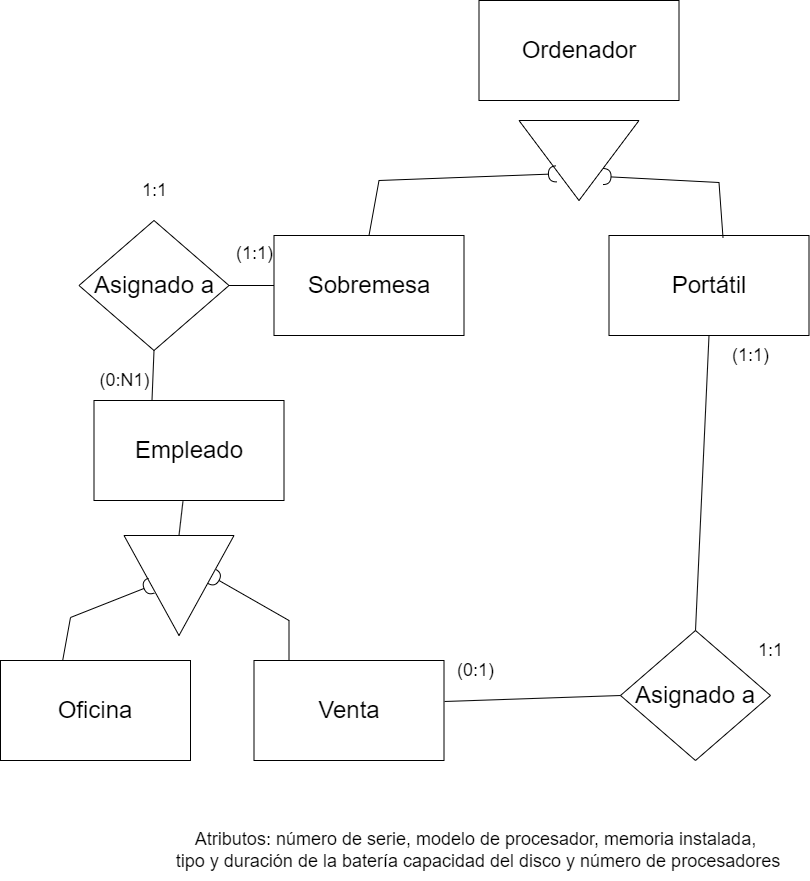 Ordenador
1:1
(1:1)
Asignado a
Sobremesa
Portátil
(1:1)
(0:N1)
Empleado
(0:1)
1:1
Oficina
Venta
Asignado a
Atributos: número de serie, modelo de procesador, memoria instalada,
tipo y duración de la batería capacidad del disco y número de procesadores